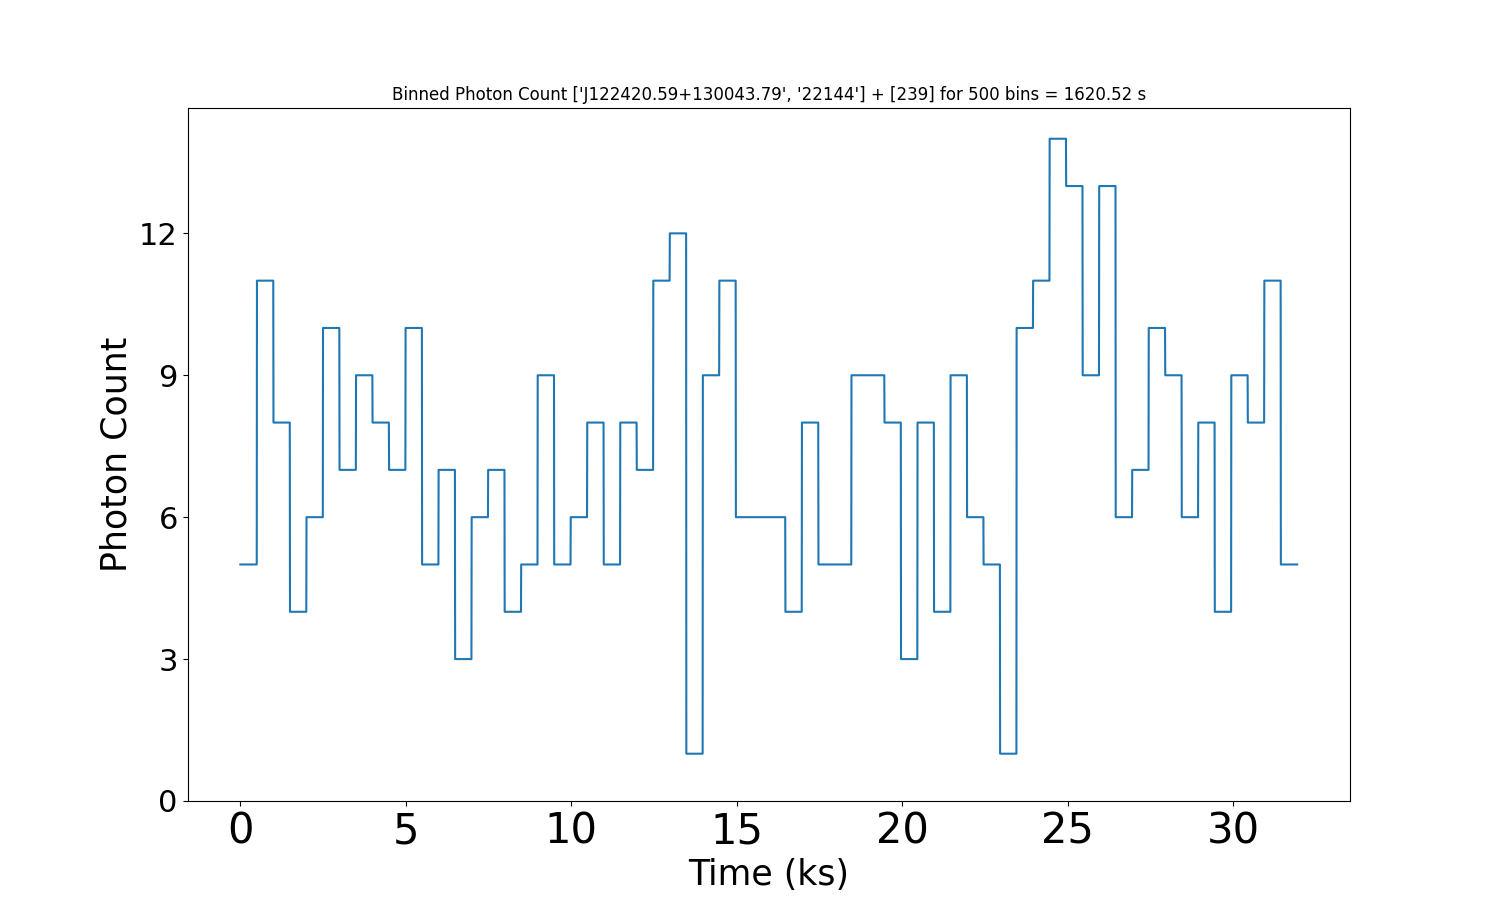 Binned Photon Count ['J122420.59+130043.79', '22144'] + [239] for 500 bins = 1620.52 s
Photon Count
12
9
6
3
0
0 5 10 15 20 25 30
Time (ks)